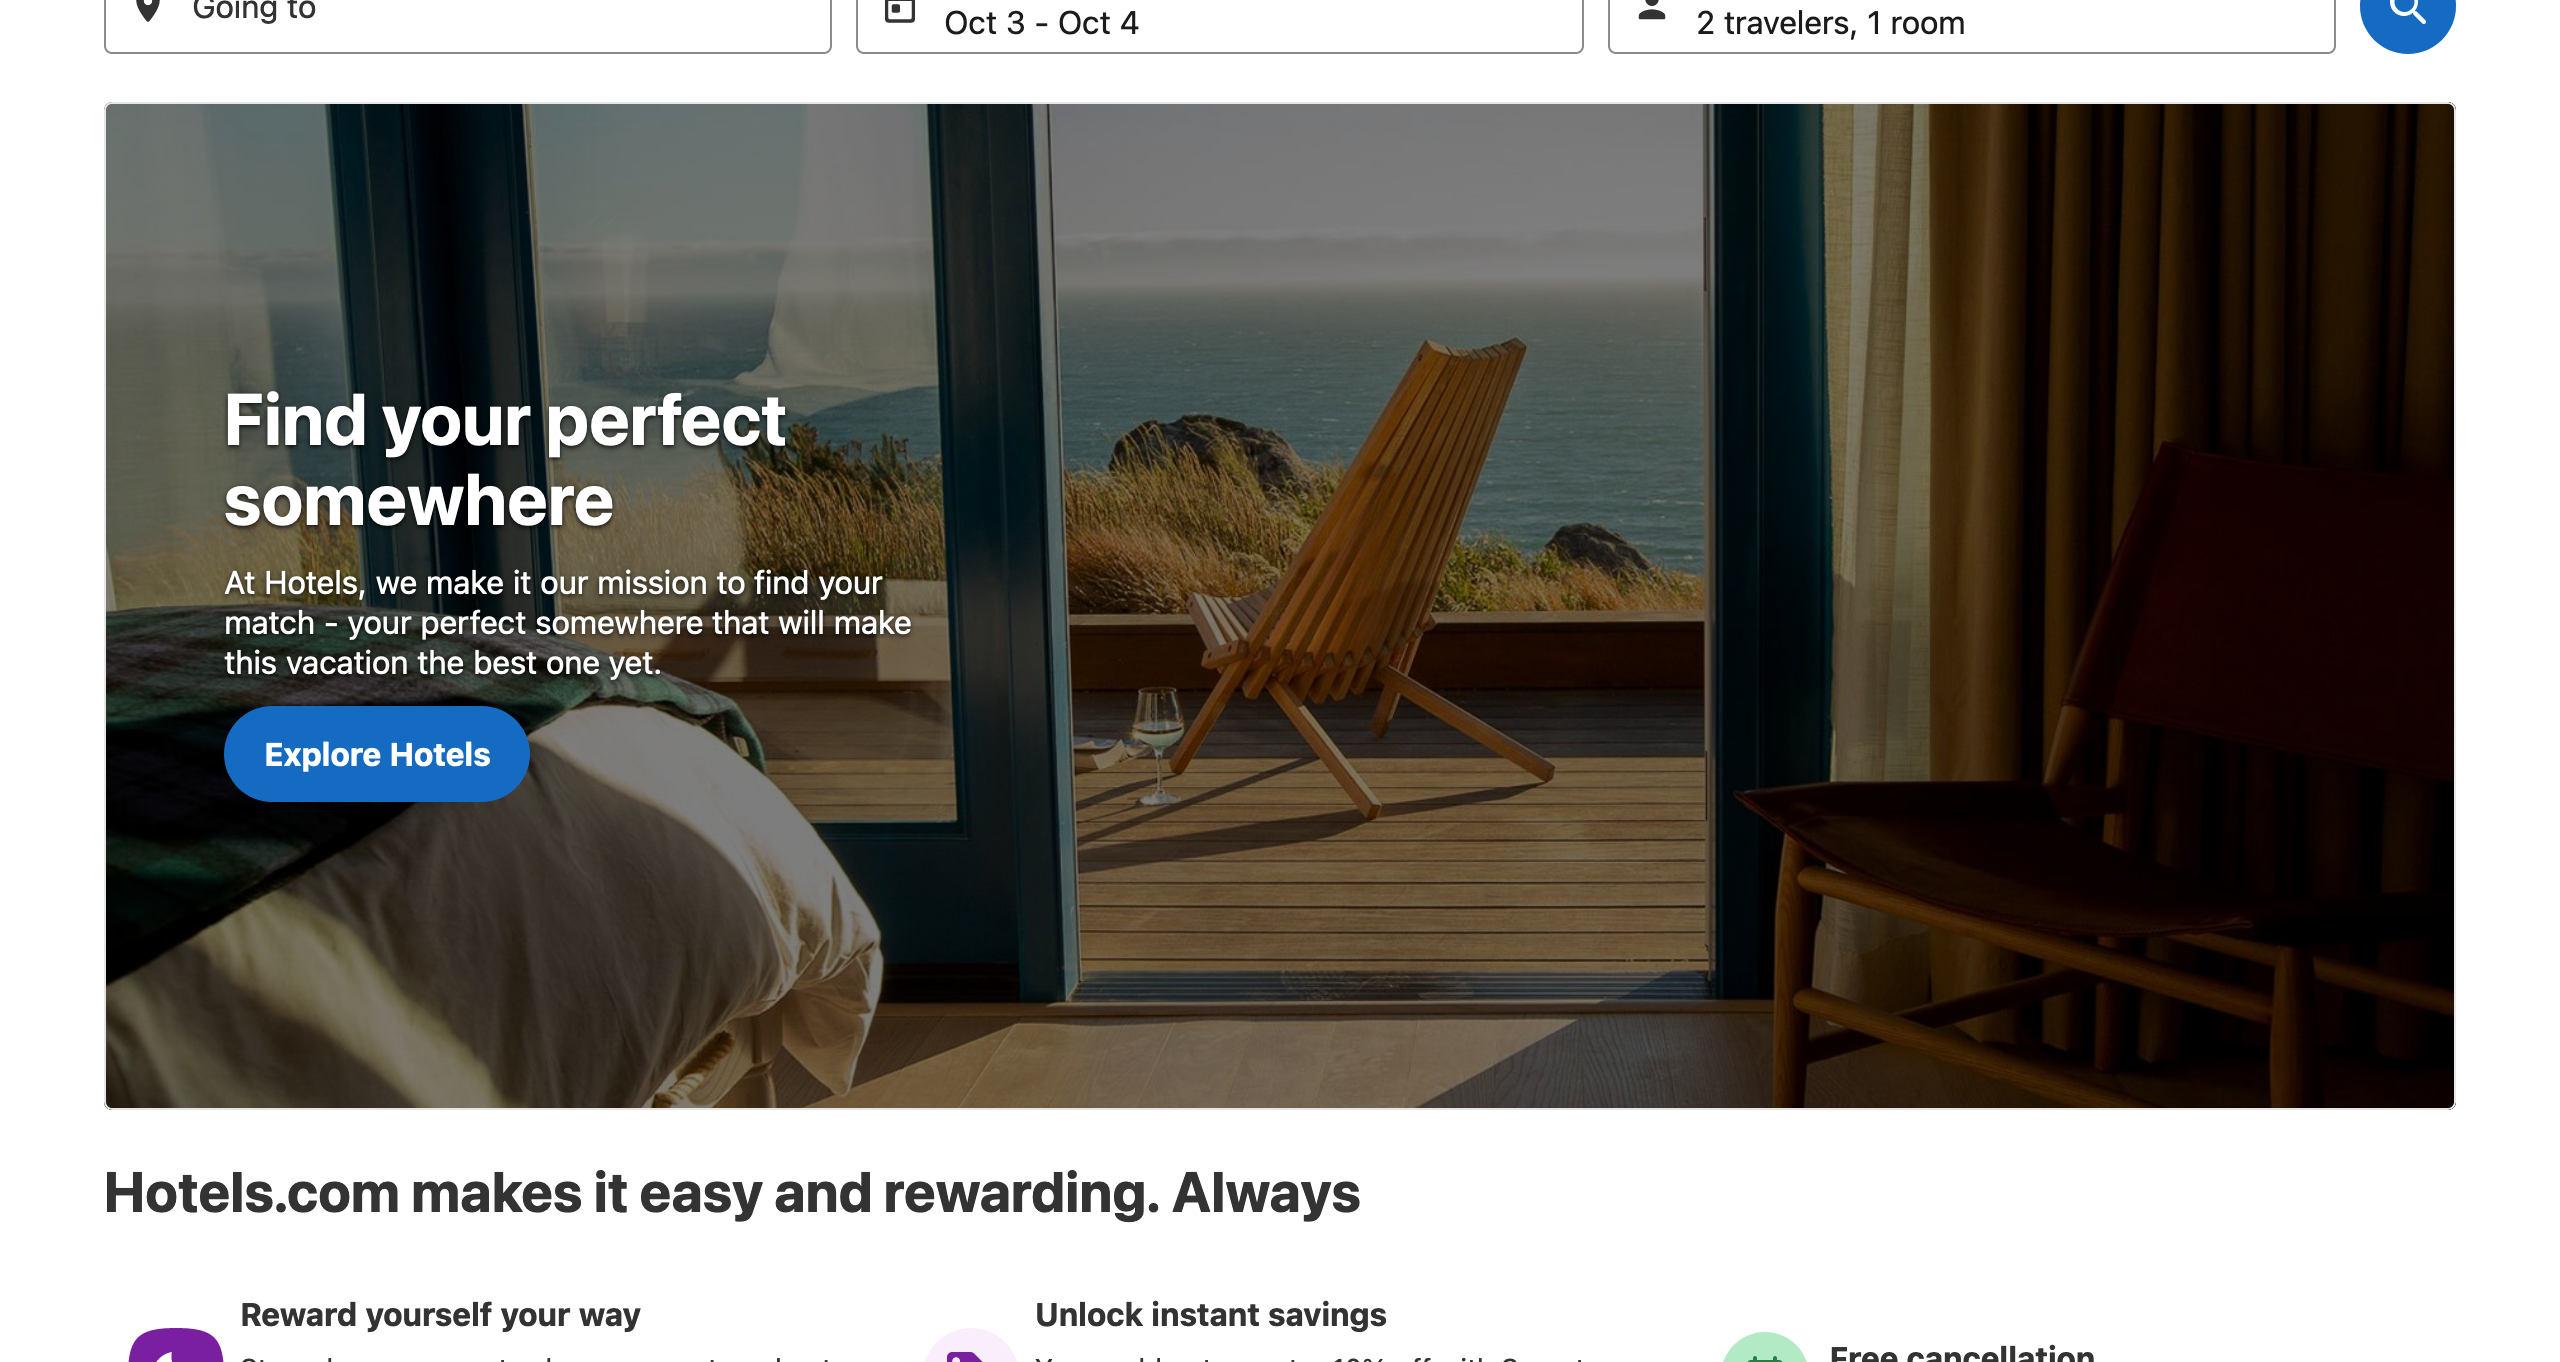 Going to
Oct 3 - Oct 4
2 travelers, 1 room
Find your perfect
somewhere
At Hotels, we make it our mission to find your
match - your perfect somewhere that will make
this vacation the best one yet.
Explore Hotels
Hotels.com makes it easy and rewarding. Always
Reward yourself your way
Unlock instant savings
Free cancellation